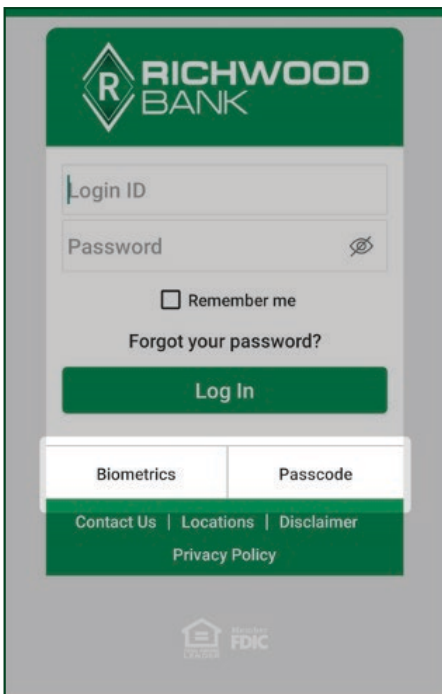 R RICHWOOD
BANK
Login ID
Password
Remember me
Forgot your password?
Log In
Biometrics Passcode
Contact Us | Locations | Disclaimer
Privacy Policy
Member
FDIC